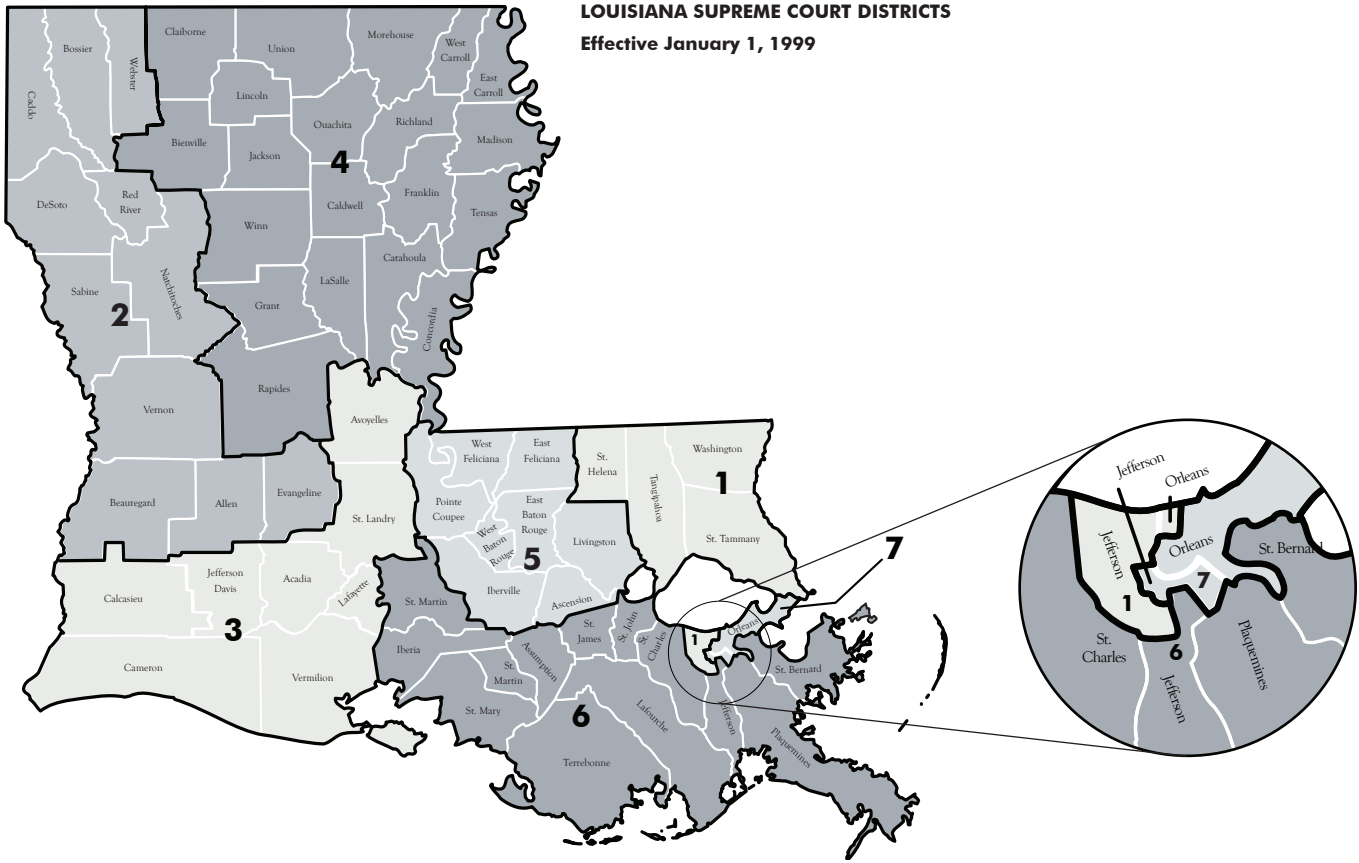 LOUISIANA SUPREME COURT DISTRICTS
Effective January 1, 1999
Caddo
Bossier
Webster
Claiborne
Union
Morehouse
West
Carroll
East
Carroll
Lincoln
Ouachita
Richland
Madison
Bienville
Jackson
4
DeSoto
Red
River
Winn
Caldwell
Franklin
Tensas
Sabine
2
Natchitoches
Grant
LaSalle
Catahoula
Concordia
Vernon
Rapides
Avoyelles
Beauregard
Allen
Evangeline
St. Landry
West
Feliciana
East
Feliciana
Pointe
Coupee
East
Baton
Rouge
West
Baton
Rouge
5
Livingston
Iberville
Ascension
St.
Helena
Tangipahoa
Washington
1
St. Tammany
7
Calcasieu
Jefferson
Davis
Acadia
Lafayette
3
Cameron
Vermilion
St. Martin
Iberia
St.
Martin
St. Mary
Assumption
St.
James
St. John
St.
Charles
1
Orleans
St. Bernard
6
Lafourche
Jefferson
Plaquemines
Terrebonne
Jefferson
Orleans
Jefferson
Orleans
St. Bernard
7
1
St.
Charles
6
Jefferson
Plaquemines